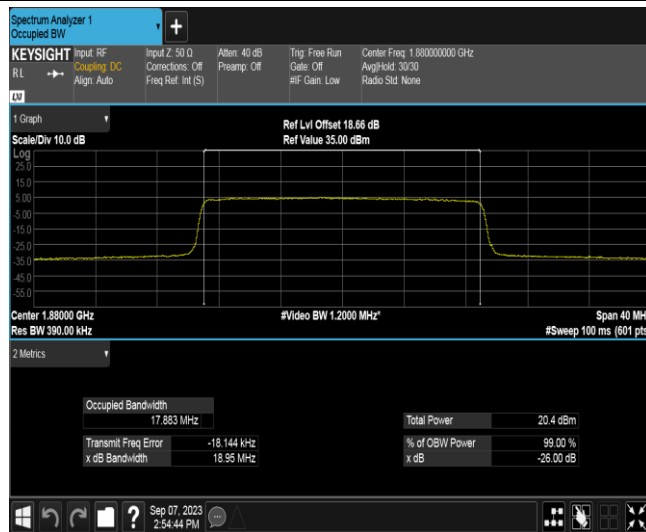 Spectrum Analyzer 1
Occupied BW
+
KEYSIGHT Input: RF Input Z: 50 Ω Atten: 40 dB Trig: Free Run Center Freq: 1.880000000 GHz
RL Coupling: DC Corrections: Off Preamp: Off Gate: Off Avg|Hold: 30/30
Align: Auto Freq Ref: Int (S) #IF Gain: Low Radio Std: None
1 Graph
Ref Lvl Offset 18.66 dB
Scale/Div 10.0 dB Ref Value 35.00 dBm
Log
25.0
15.0
5.00
-5.00
-15.0
-25.0
-35.0
-45.0
-55.0
Center 1.88000 GHz #Video BW 1.2000 MHz* Span 40 MH
Res BW 390.00 kHz #Sweep 100 ms (601 pts
2 Metrics
Occupied Bandwidth
17.883 MHz Total Power 20.4 dBm
Transmit Freq Error -18.144 kHz % of OBW Power 99.00 %
x dB Bandwidth 18.95 MHz x dB -26.00 dB
? Sep 07, 2023
2:54:44 PM